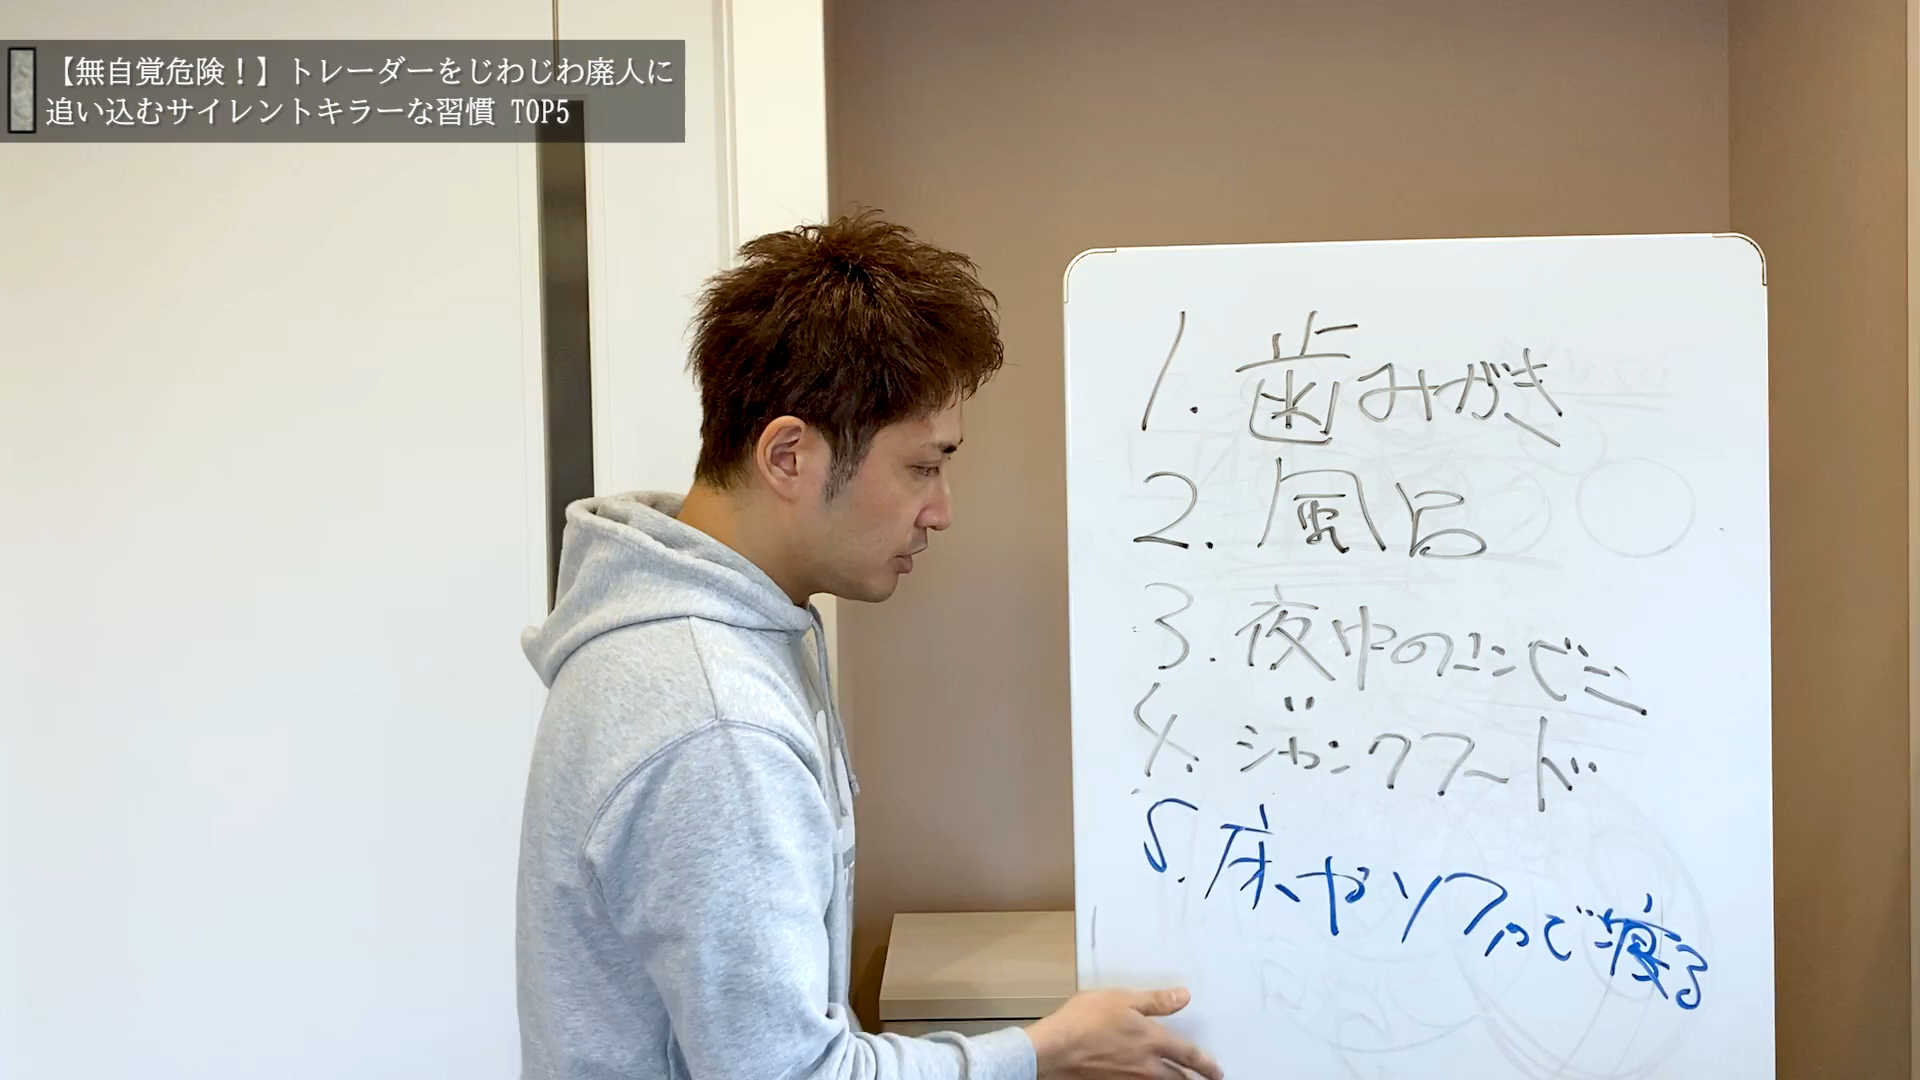 【無自覚危険！】トレーダーをじわじわ廃人に
追い込むサイレントキラーな習慣 TOP5
1. 歯みがき
2. 風呂
3. 夜中のコンビニ
4. ジャンクフード
5. 床やソファで寝る